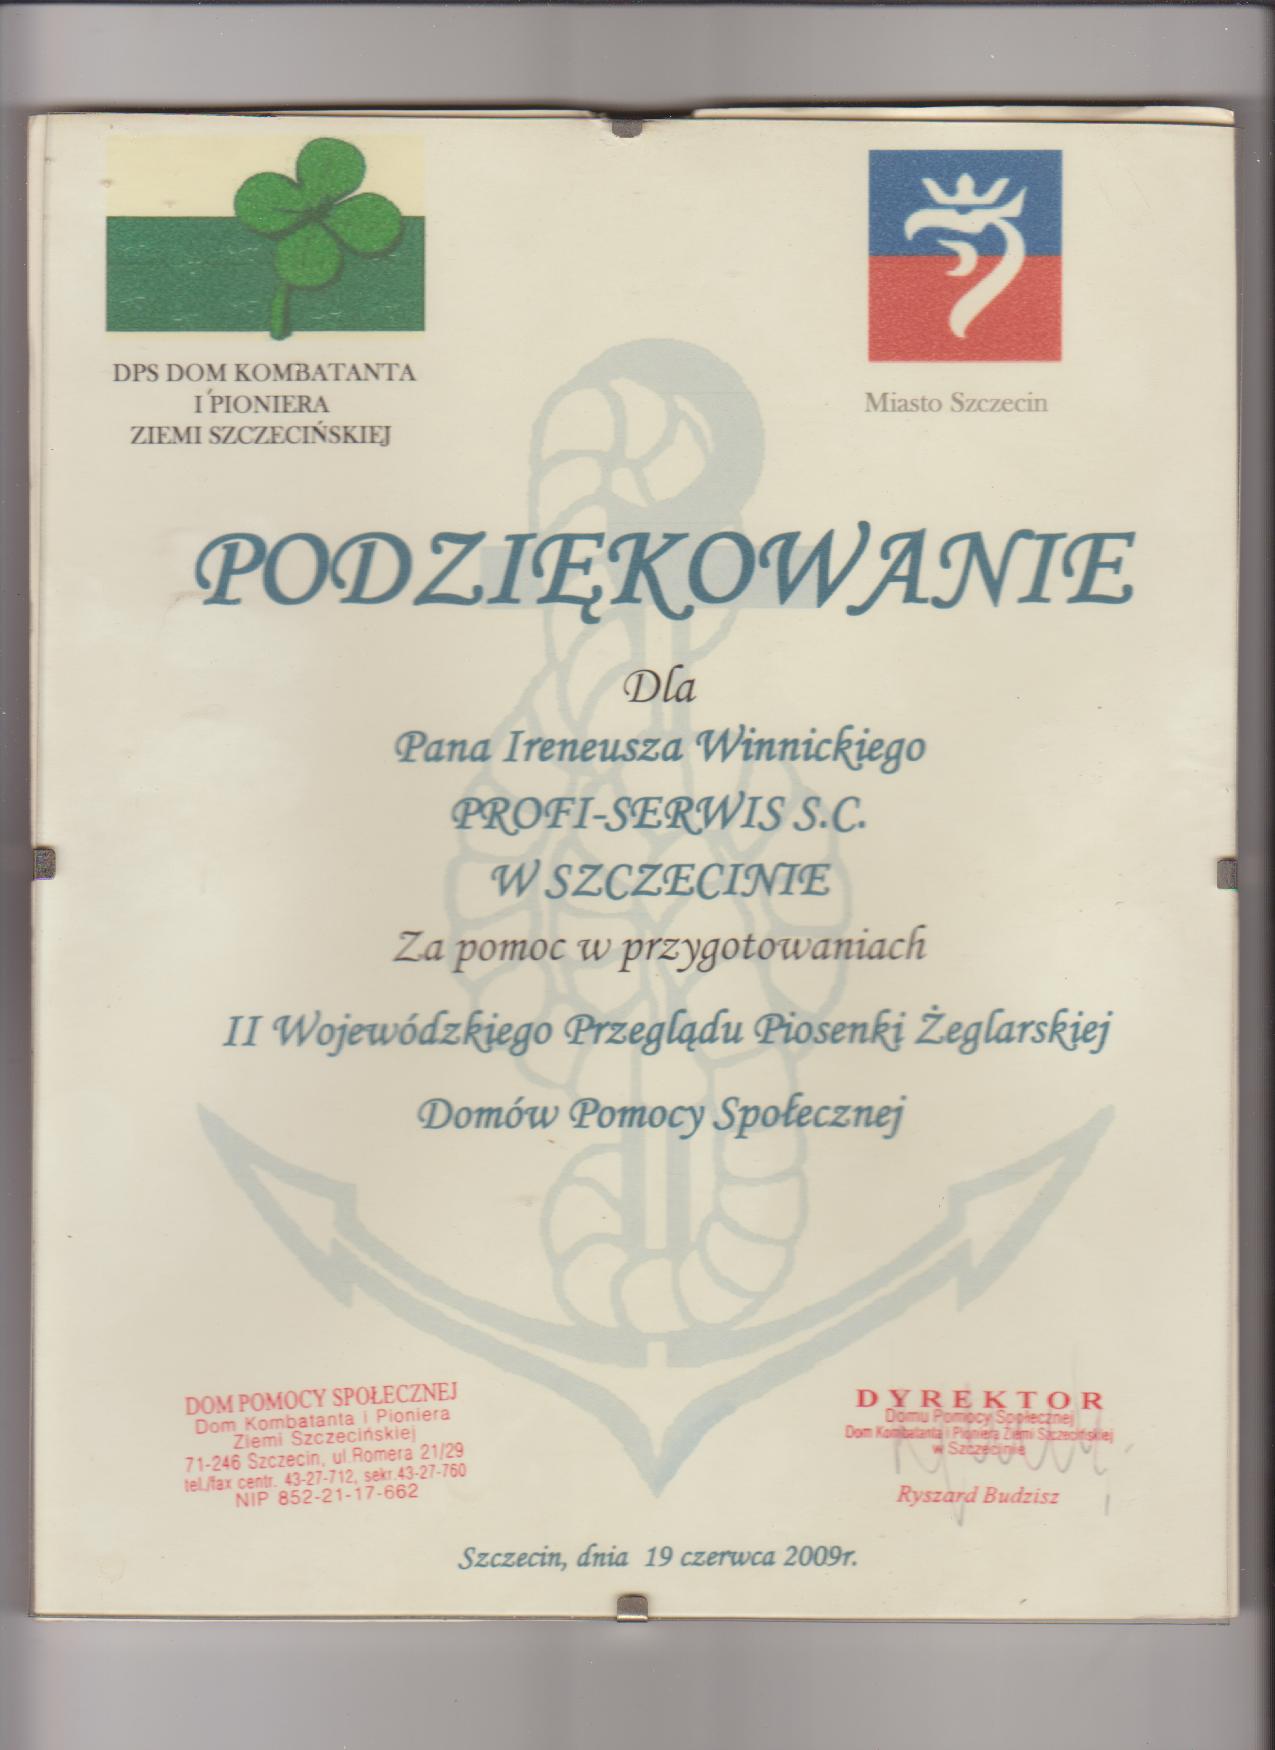 DPS DOM KOMBATANTA
I PIONIERA
ZIEMI SZCZECIŃSKIEJ
Miasto Szczecin
PODZIĘKOWANIE
Dla
Pana Ireneusza Winnickiego
PROFI-SERWIS S.C.
W SZCZECINIE
Za pomoc w przygotowaniach
II Wojewódzkiego Przeglądu Piosenki Żeglarskiej
Domów Pomocy Społecznej
DOM POMOCY SPOŁECZNEJ
Dom Kombatanta i Pioniera
Ziemi Szczecińskiej
71-246 Szczecin, ul.Romera 21/29
tel./fax centr. 43-27-712, sekr.43-27-760
NIP 852-21-17-662
DYREKTOR
Domu Pomocy Społecznej
Dom Kombatanta i Pioniera Ziemi Szczecińskiej
w Szczecinie
Ryszard Budzisz
Szczecin, dnia 19 czerwca 2009r.